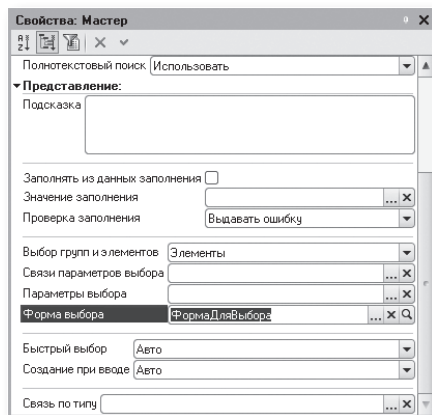 Свойства: Мастер
Полнотекстовый поиск Использовать
Представление:
Подсказка
Заполнять из данных заполнения
Значение заполнения ...
Проверка заполнения Выдавать ошибку
Выбор групп и элементов Элементы
Связи параметров выбора ...
Параметры выбора ...
Форма выбора ФормаДляВыбора ...
Быстрый выбор Авто
Создание при вводе Авто
Связь по типу ...